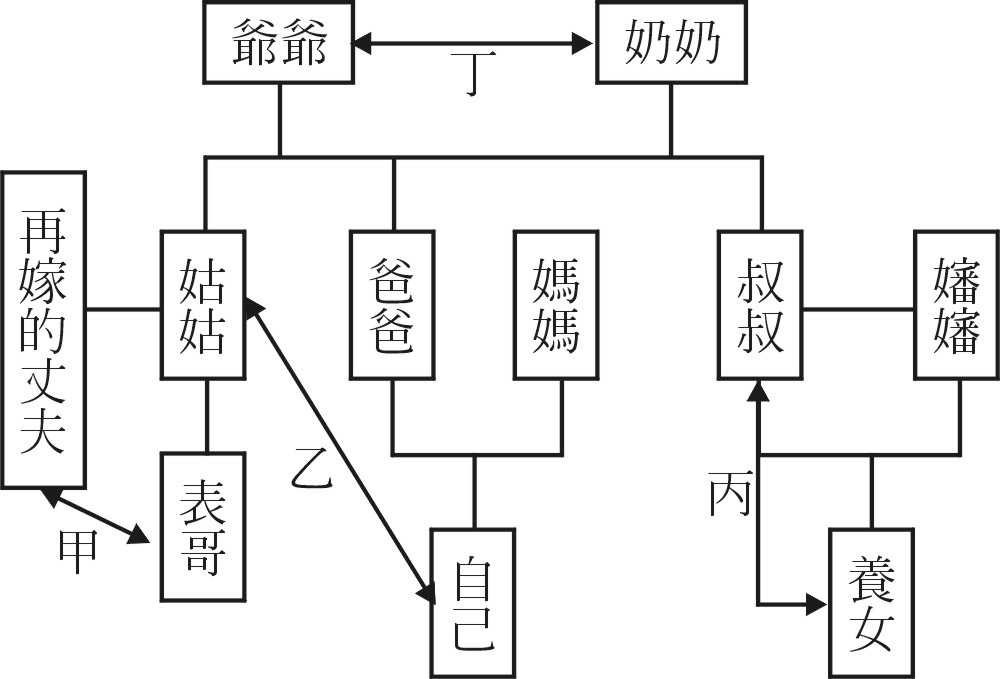 爺爺
丁
奶奶
再嫁的丈夫
姑姑
爸爸
媽媽
叔叔
嬸嬸
甲
表哥
乙
自己
丙
養女